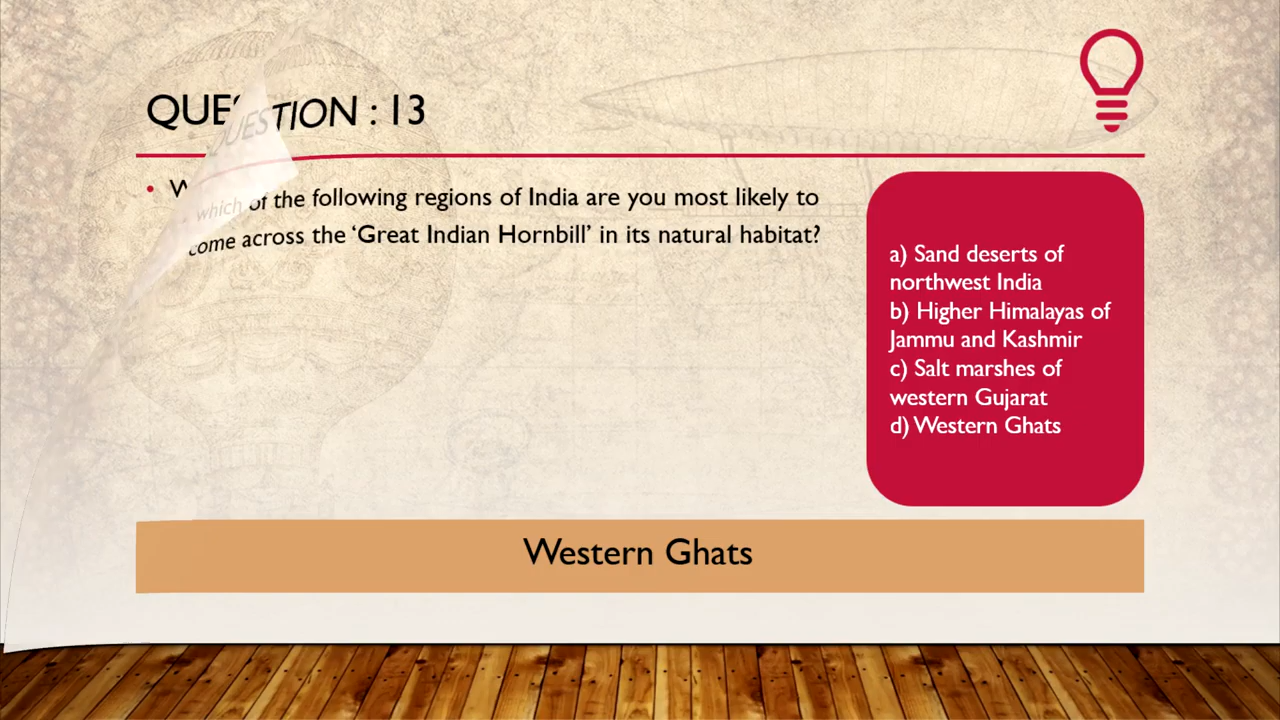 QUESTION : 13
which of the following regions of India are you most likely to
come across the ‘Great Indian Hornbill’ in its natural habitat?
a) Sand deserts of
northwest India
b) Higher Himalayas of
Jammu and Kashmir
c) Salt marshes of
western Gujarat
d) Western Ghats
Western Ghats